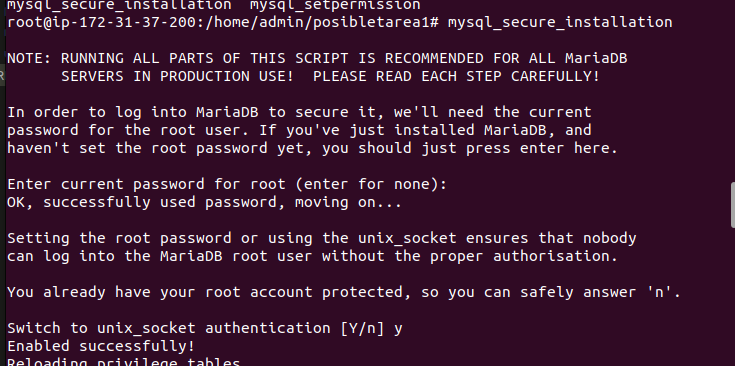 mysql_secure_installation  mysql_setpermission
root@ip-172-31-37-200:/home/admin/posibletarea1# mysql_secure_installation
NOTE: RUNNING ALL PARTS OF THIS SCRIPT IS RECOMMENDED FOR ALL MariaDB
SERVERS IN PRODUCTION USE!  PLEASE READ EACH STEP CAREFULLY!
In order to log into MariaDB to secure it, we'll need the current
password for the root user. If you've just installed MariaDB, and
haven't set the root password yet, you should just press enter here.
Enter current password for root (enter for none):
OK, successfully used password, moving on...
Setting the root password or using the unix_socket ensures that nobody
can log into the MariaDB root user without the proper authorisation.
You already have your root account protected, so you can safely answer 'n'.
Switch to unix_socket authentication [Y/n] y
Enabled successfully!
Reloading privilege tables